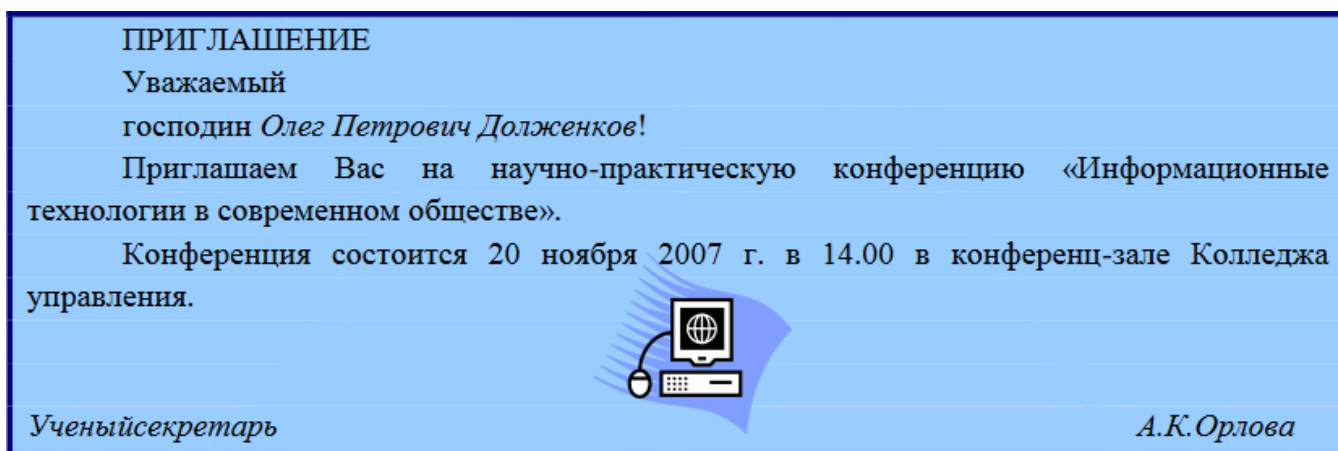 ПРИГЛАШЕНИЕ
Уважаемый
господин Олег Петрович Долженков!
Приглашаем Вас на научно-практическую конференцию «Информационные
технологии в современном обществе».
Конференция состоится 20 ноября 2007 г. в 14.00 в конференц-зале Колледжа
управления.
Ученыйсекретарь А.К.Орлова